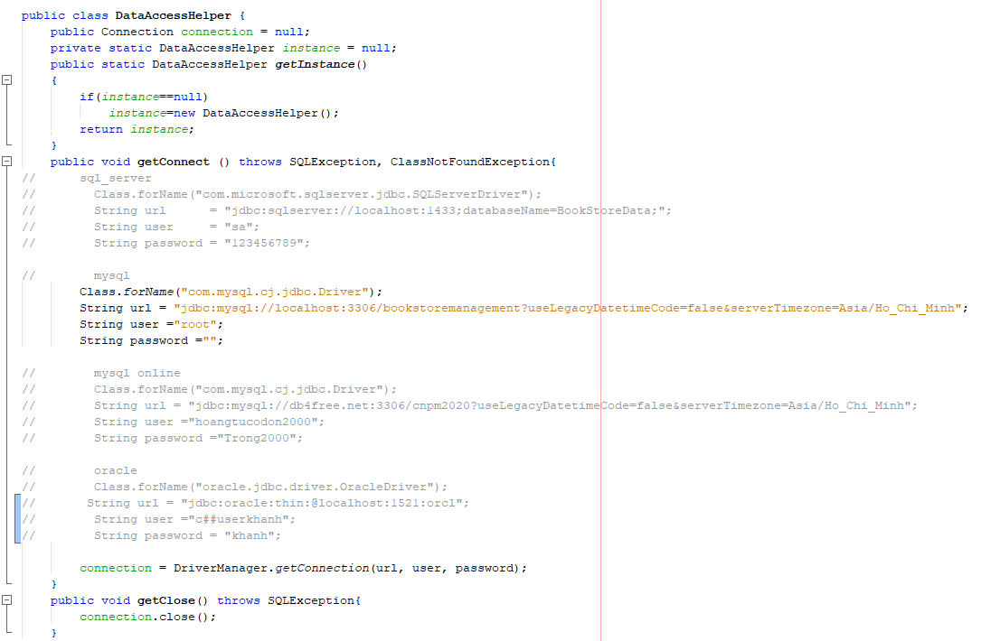 public class DataAccessHelper {
    public Connection connection = null;
    private static DataAccessHelper instance = null;
    public static DataAccessHelper getInstance()
    {
        if(instance==null)
            instance=new DataAccessHelper();
        return instance;
    }
    public void getConnect () throws SQLException, ClassNotFoundException{
//      sql_server
//        Class.forName("com.microsoft.sqlserver.jdbc.SQLServerDriver");
//        String url      = "jdbc:sqlserver://localhost:1433;databaseName=BookStoreData;";
//        String user     = "sa";
//        String password = "123456789";
//        mysql
        Class.forName("com.mysql.cj.jdbc.Driver");
        String url = "jdbc:mysql://localhost:3306/bookstoremanagement?useLegacyDatetimeCode=false&serverTimezone=Asia/Ho_Chi_Minh";
        String user ="root";
        String password ="";
//        mysql online
//        Class.forName("com.mysql.cj.jdbc.Driver");
//        String url = "jdbc:mysql://db4free.net:3306/cnpm2020?useLegacyDatetimeCode=false&serverTimezone=Asia/Ho_Chi_Minh";
//        String user ="hoangtucodon2000";
//        String password ="Trong2000";
//        oracle
//        Class.forName("oracle.jdbc.driver.OracleDriver");
//       String url = "jdbc:oracle:thin:@localhost:1521:orcl";
//        String user ="c##userkhanh";
//        String password = "khanh";
        connection = DriverManager.getConnection(url, user, password);
    }
    public void getClose() throws SQLException{
        connection.close();
    }